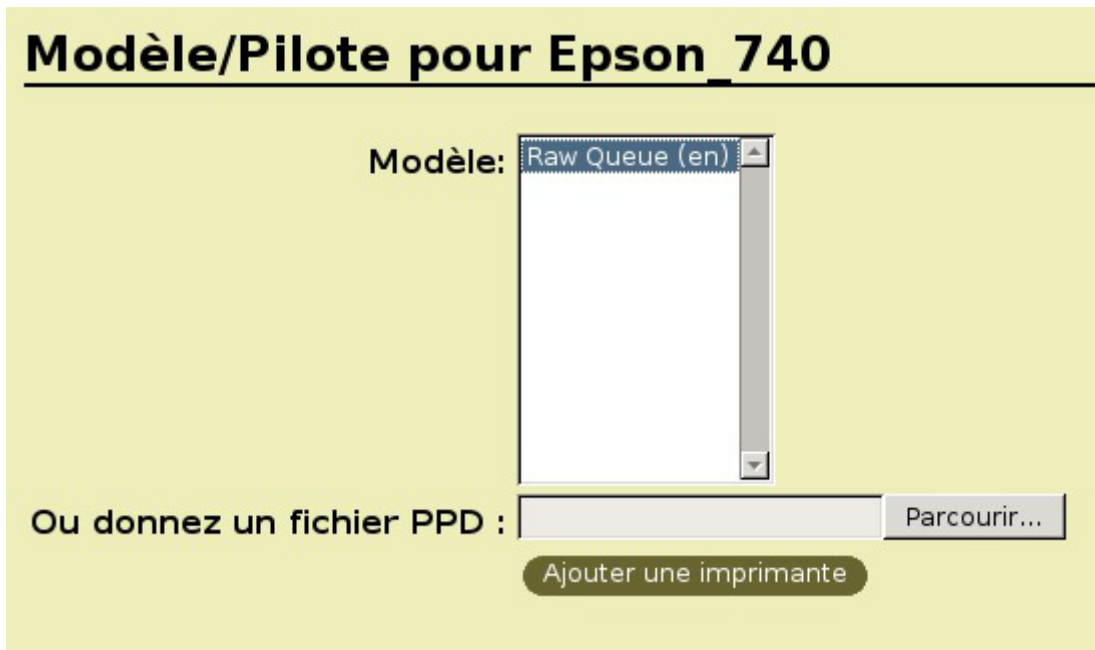 Modèle/Pilote pour Epson_740
Modèle: Raw Queue (en)
Ou donnez un fichier PPD : Parcourir...
Ajouter une imprimante